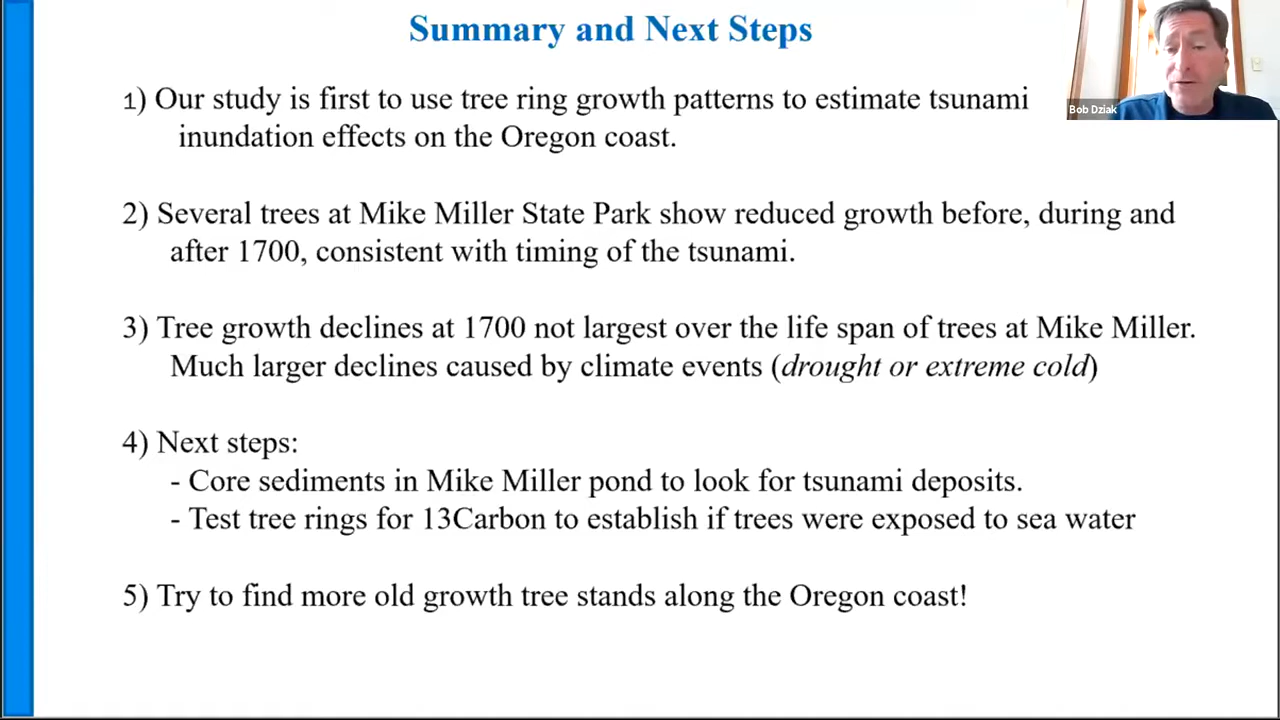 Summary and Next Steps
1) Our study is first to use tree ring growth patterns to estimate tsunami
inundation effects on the Oregon coast.
Bob Dziak
2) Several trees at Mike Miller State Park show reduced growth before, during and
after 1700, consistent with timing of the tsunami.
3) Tree growth declines at 1700 not largest over the life span of trees at Mike Miller.
Much larger declines caused by climate events (drought or extreme cold)
4) Next steps:
- Core sediments in Mike Miller pond to look for tsunami deposits.
- Test tree rings for 13Carbon to establish if trees were exposed to sea water
5) Try to find more old growth tree stands along the Oregon coast!